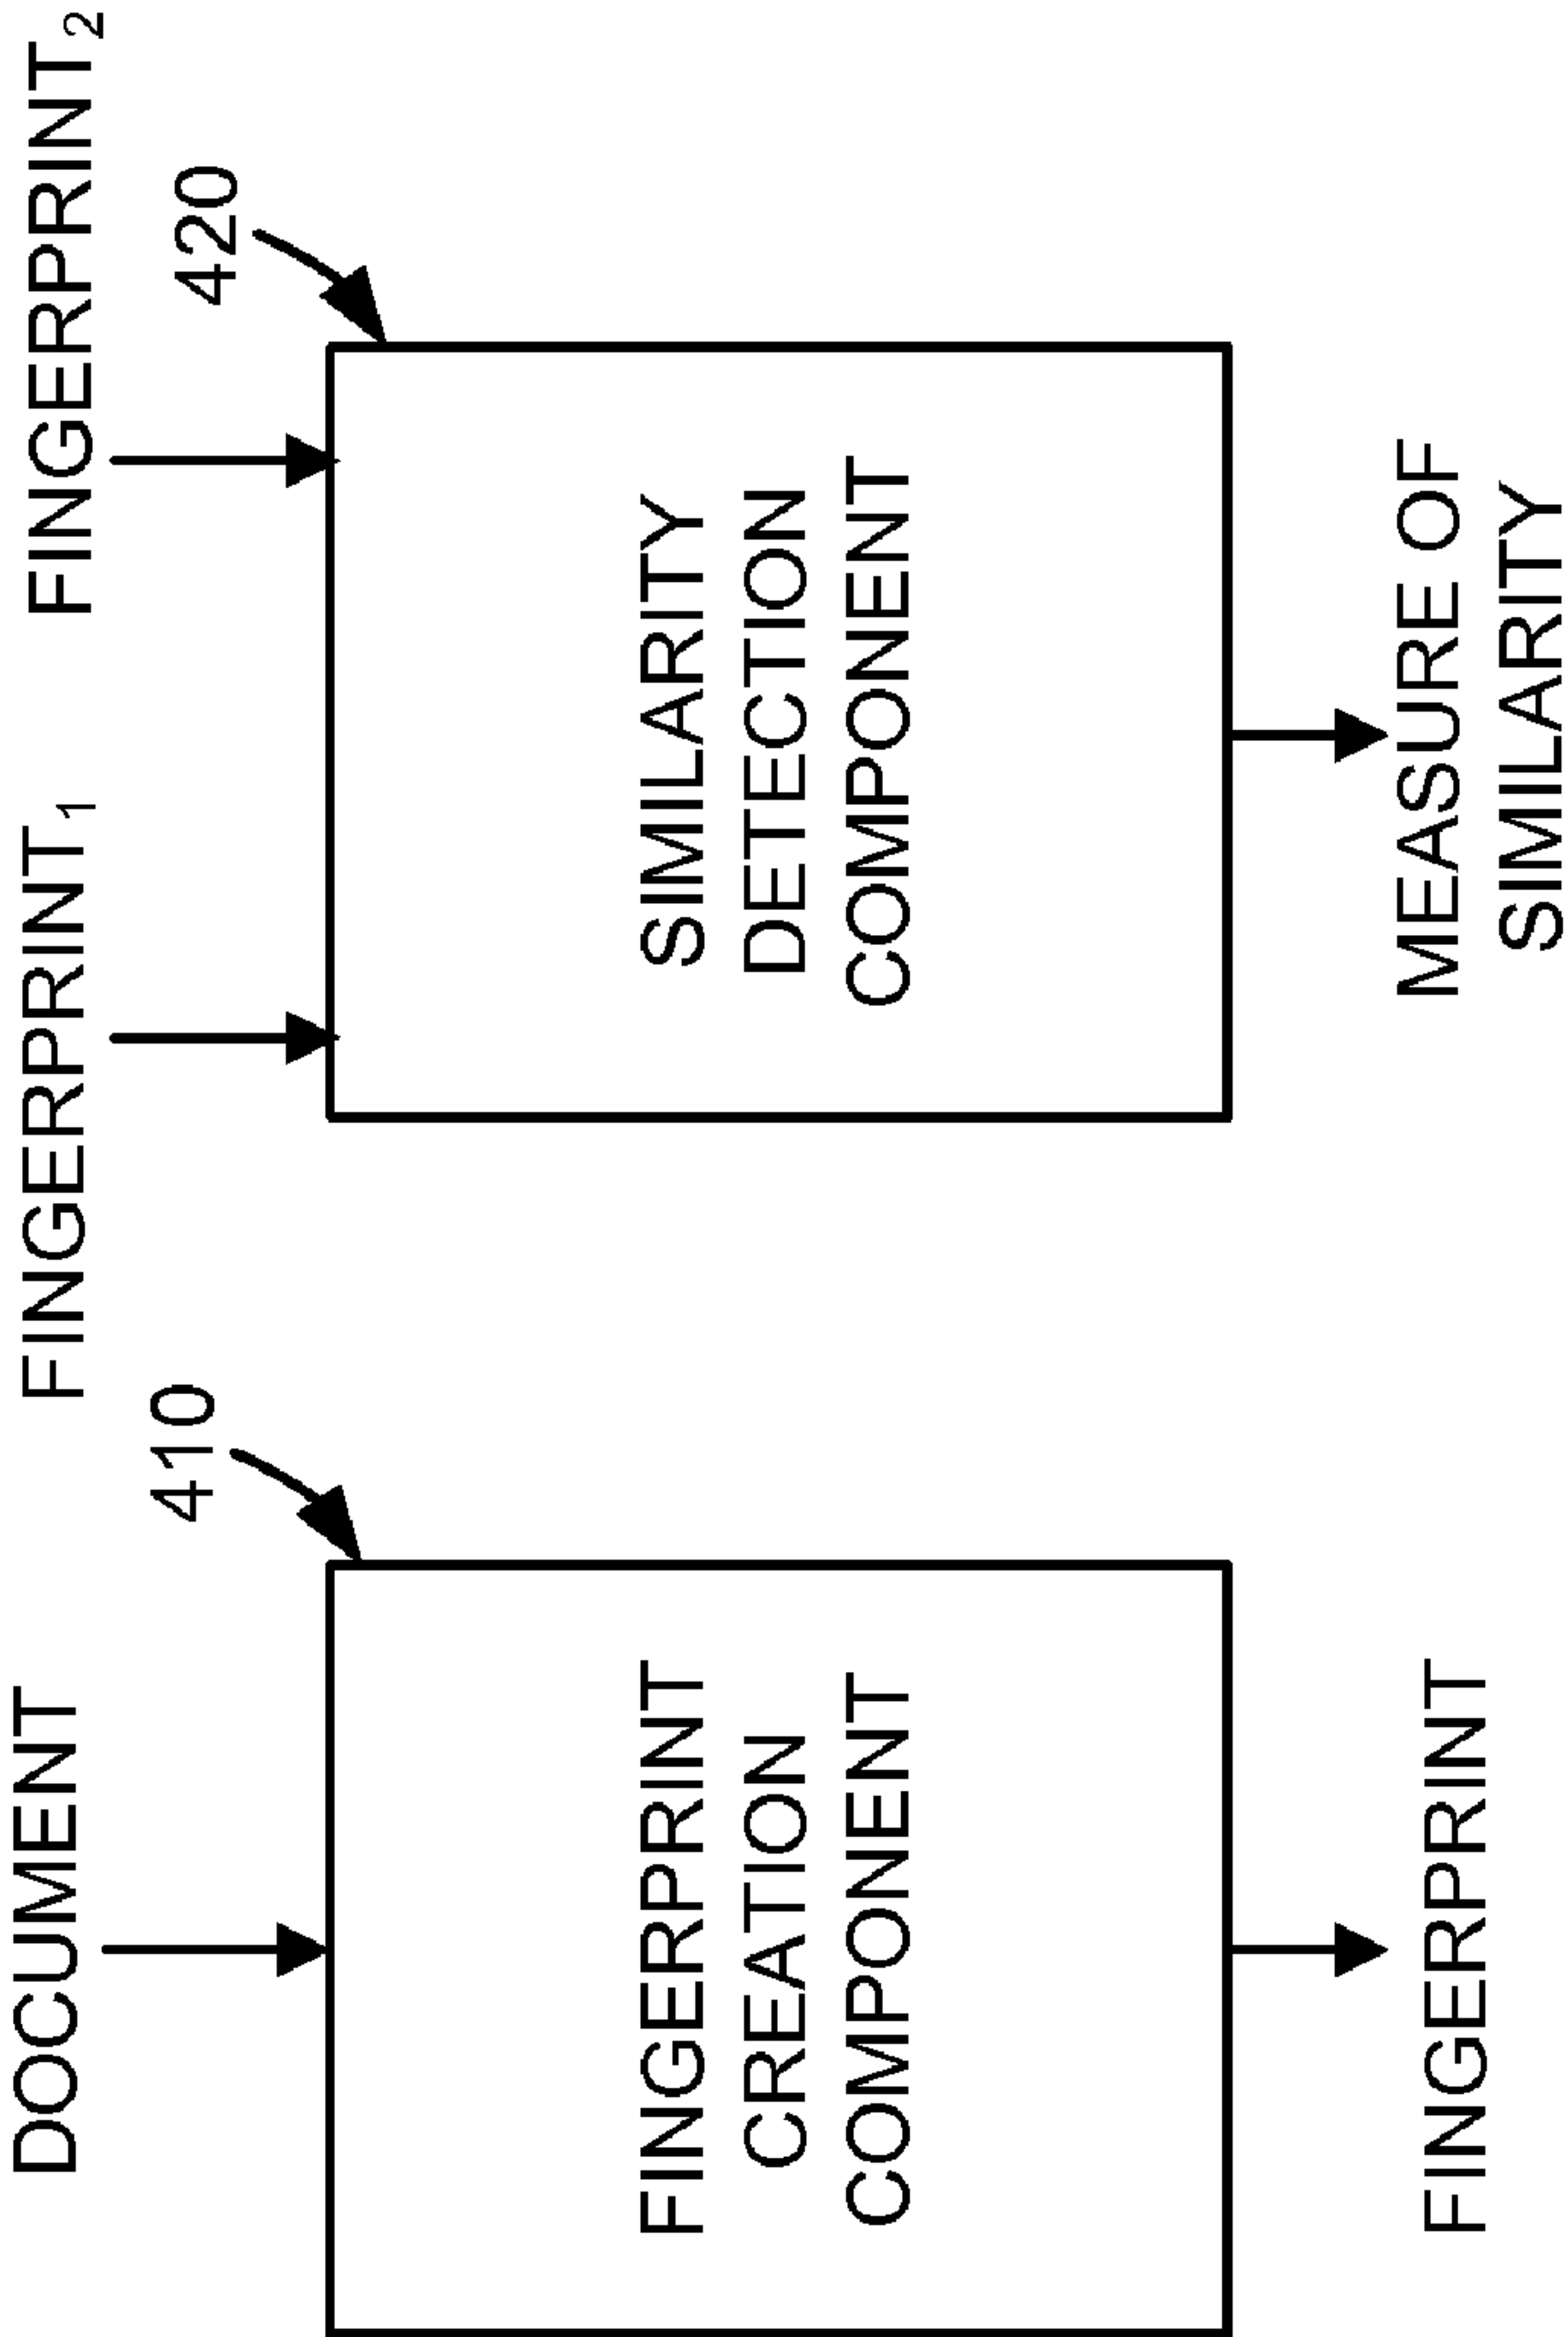 DOCUMENT
410
FINGERPRINT
CREATION
COMPONENT
FINGERPRINT
FINGERPRINT1
FINGERPRINT2
420
SIMILARITY
DETECTION
COMPONENT
MEASURE OF
SIMILARITY